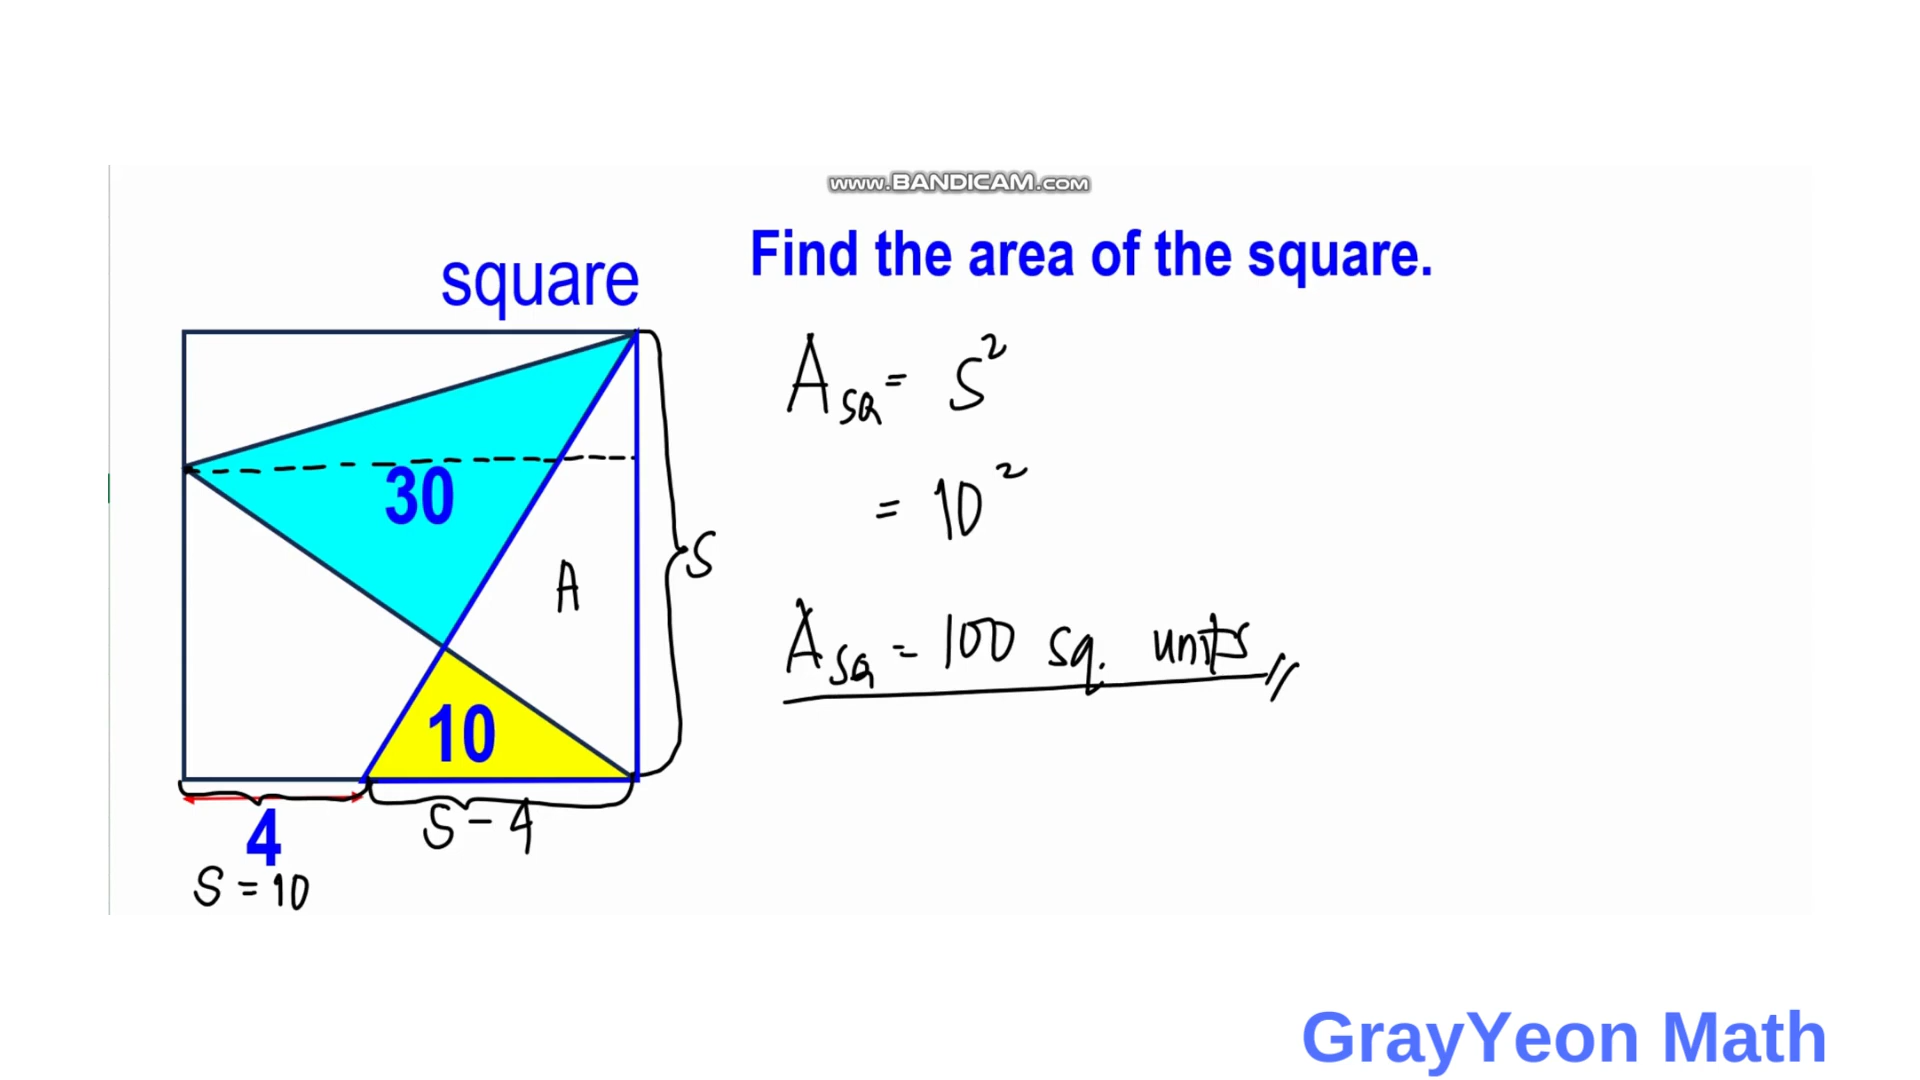 www.BANDICAM.com
Find the area of the square.
square
A_SQ = S²
= 10²
A_SQ = 100 sq. units
30
A
S
10
4
S - 4
S = 10
GrayYeon Math